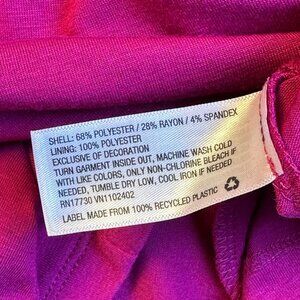 SHELL: 68% POLYESTER / 28% RAYON / 4% SPANDEX
LINING: 100% POLYESTER
EXCLUSIVE OF DECORATION
TURN GARMENT INSIDE OUT, MACHINE WASH COLD
WITH LIKE COLORS, ONLY NON-CHLORINE BLEACH IF
NEEDED, TUMBLE DRY LOW, COOL IRON IF NEEDED
RN17730 VN1102402
LABEL MADE FROM 100% RECYCLED PLASTIC